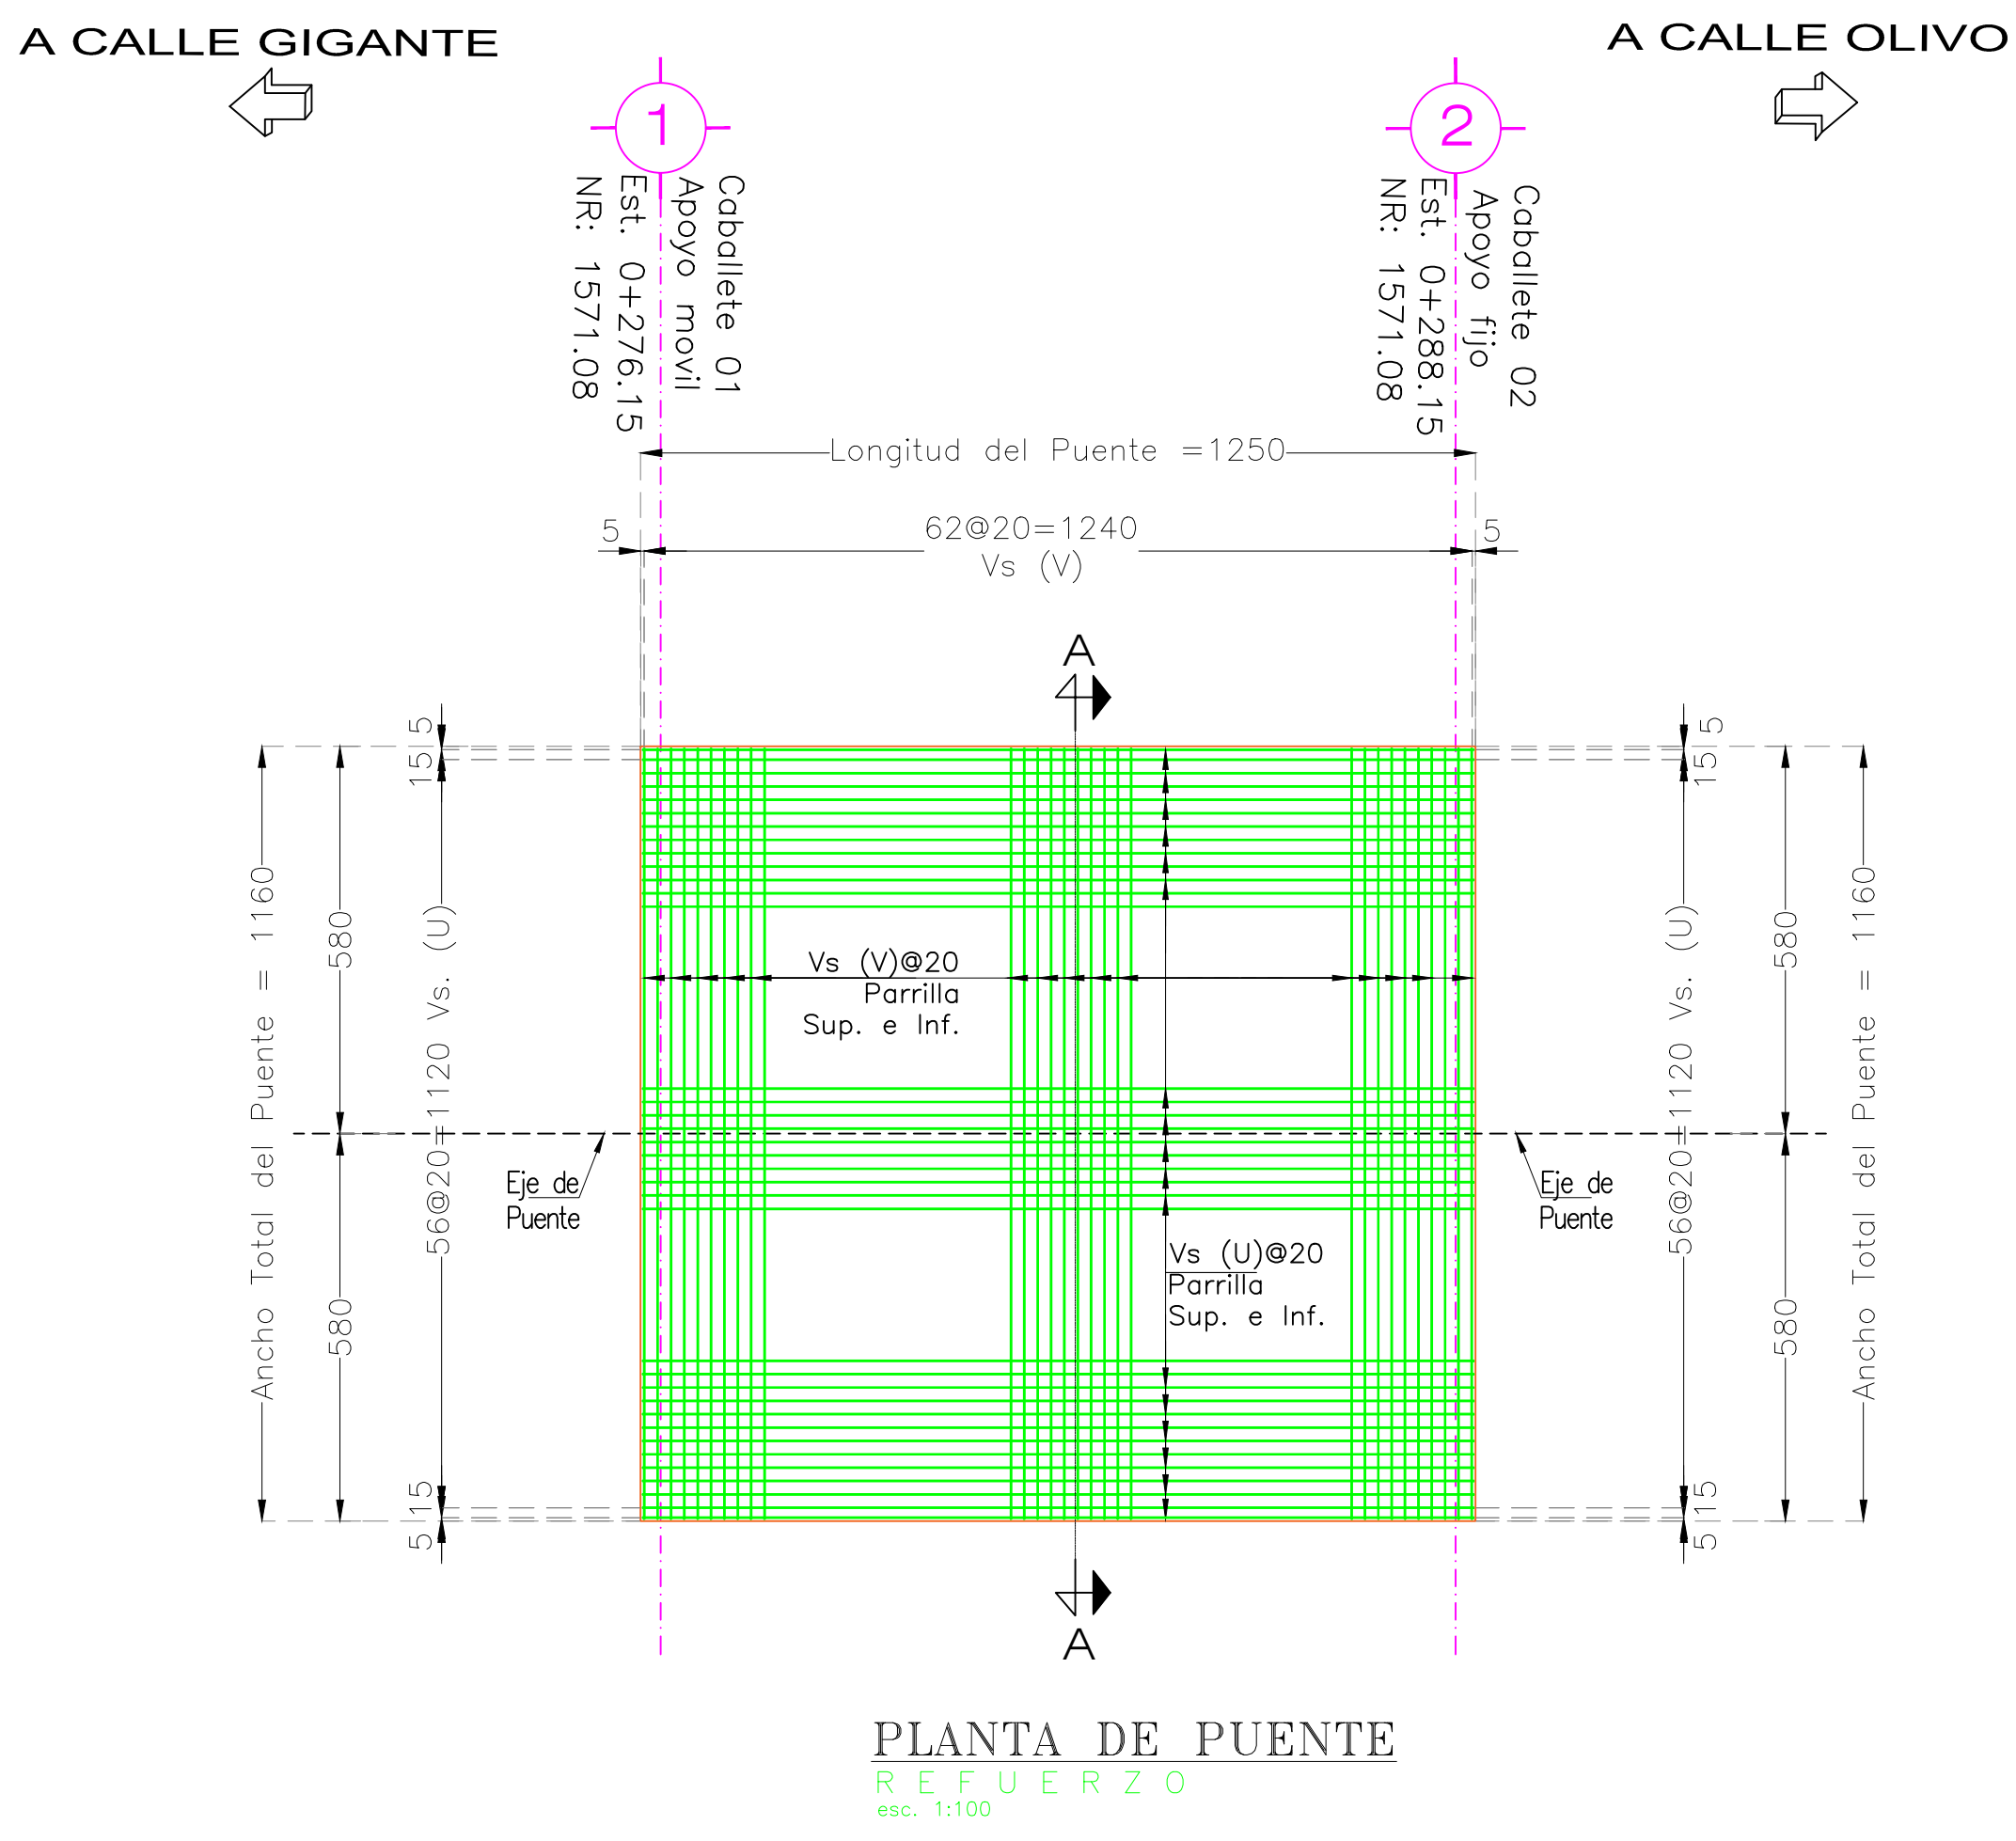 A CALLE GIGANTE
A CALLE OLIVO
1
2
Caballete 01
Apoyo movil
Est. 0+276.15
NR: 1571.08
Caballete 02
Apoyo fijo
Est. 0+288.15
NR: 1571.08
Longitud del Puente =1250
5
62@20=1240
5
Vs (V)
A
5
15
5
15
Ancho Total del Puente = 1160
580
580
56@20=1120 Vs. (U)
Vs (V)@20
Parrilla
Sup. e Inf.
56@20=1120 Vs. (U)
580
580
Ancho Total del Puente = 1160
Eje de
Puente
Eje de
Puente
Vs (U)@20
Parrilla
Sup. e Inf.
15
5
15
5
A
PLANTA DE PUENTE
REFUERZO
esc. 1:100